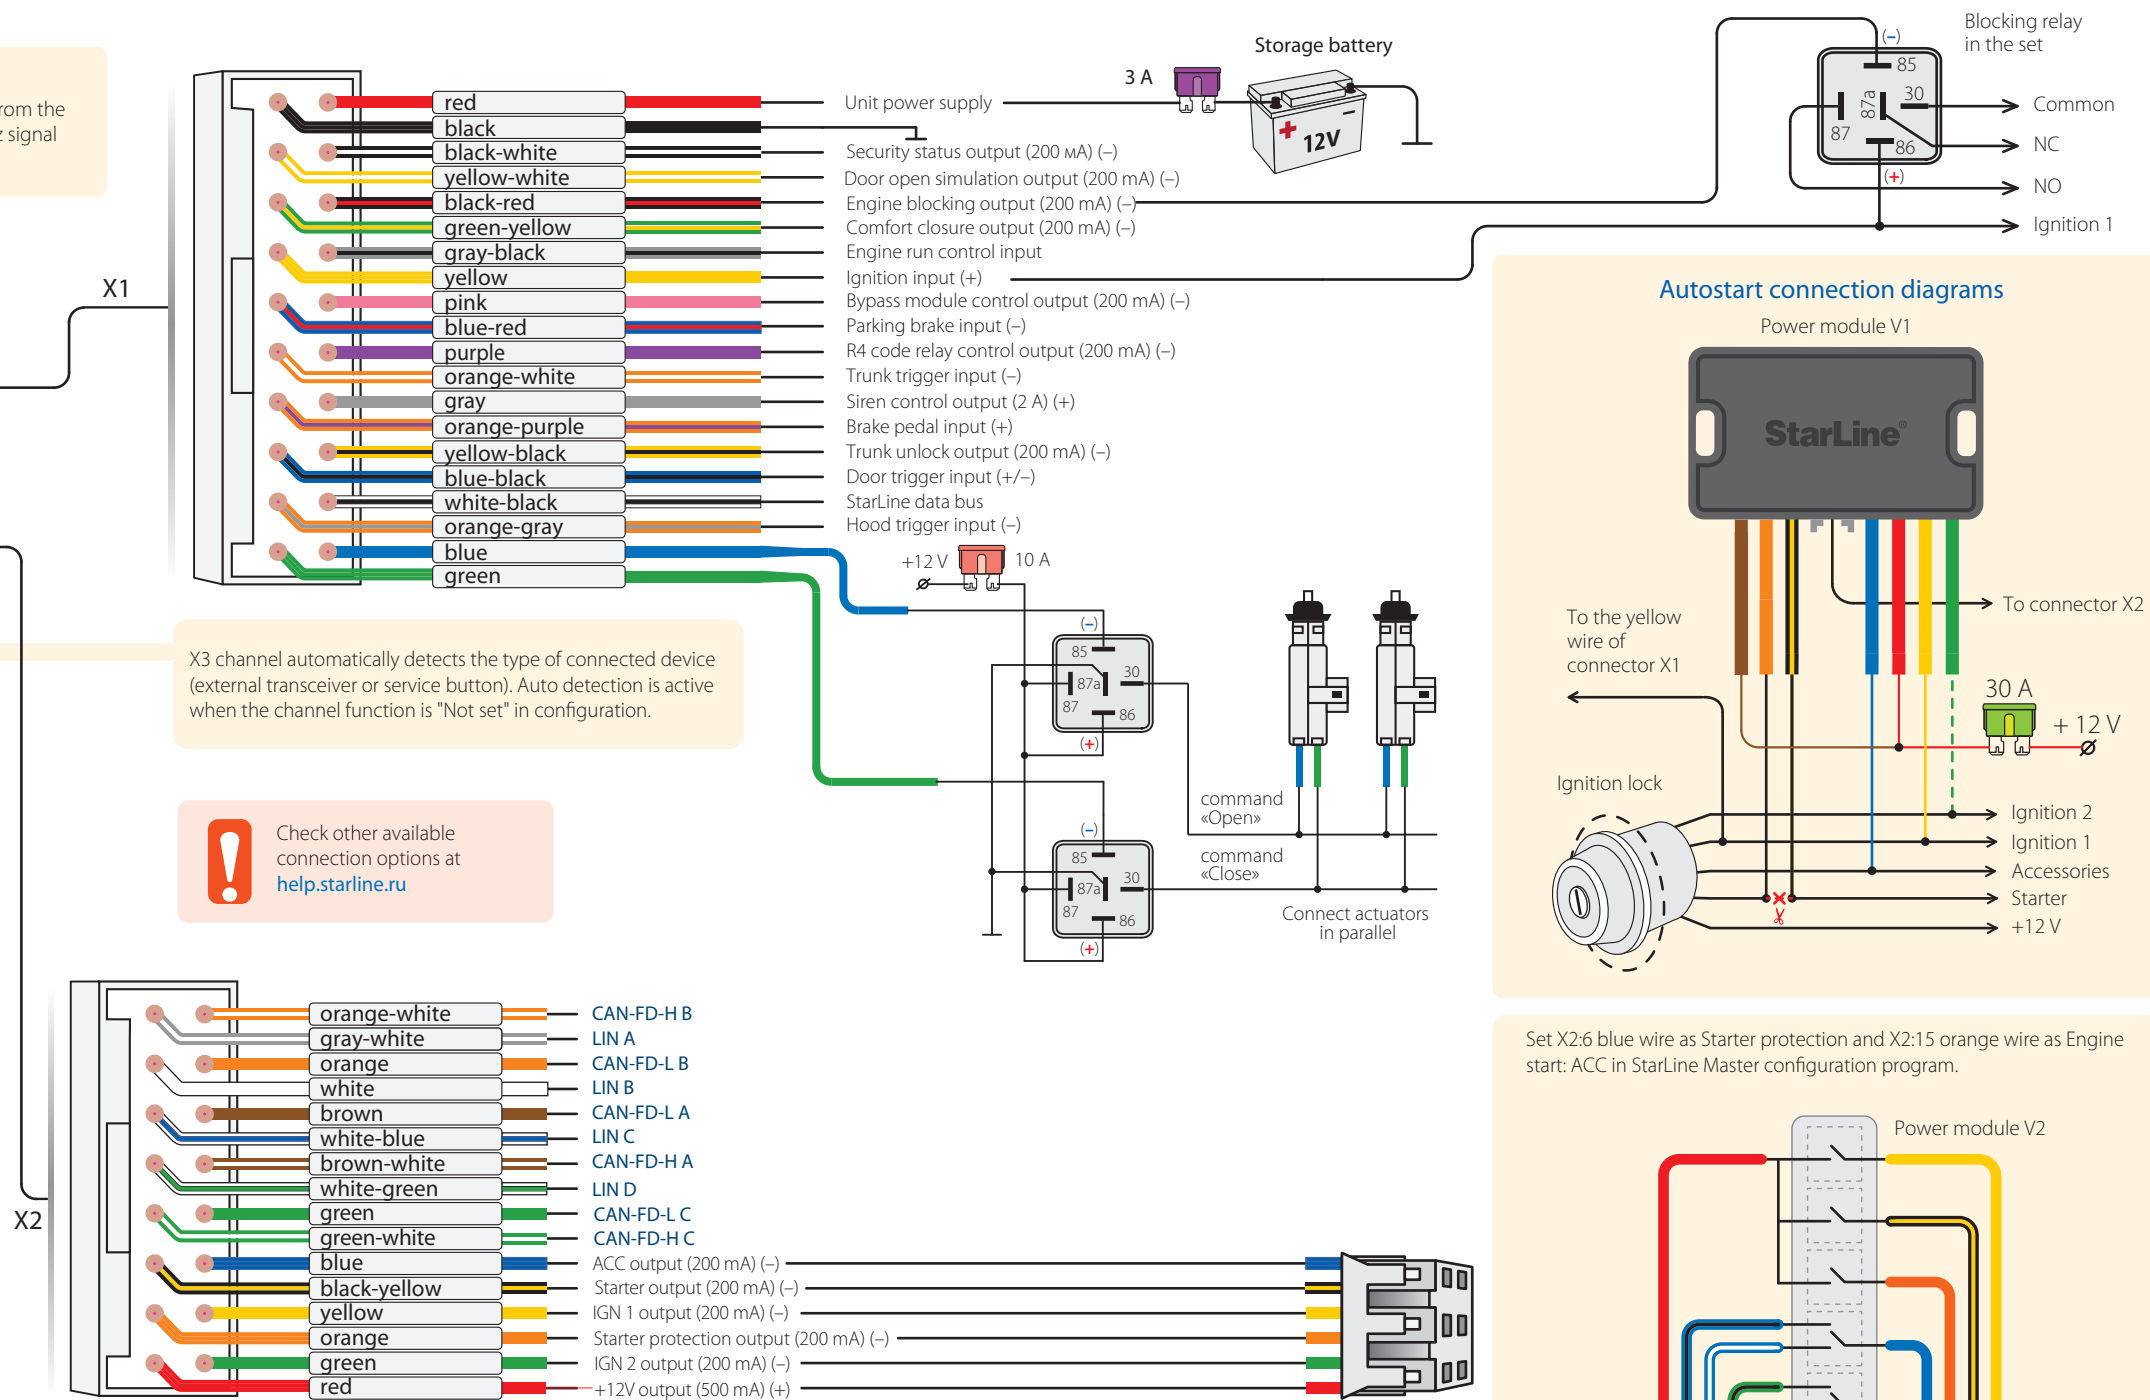 rom the
z signal
X1
red
black
black-white
yellow-white
black-red
green-yellow
gray-black
yellow
pink
blue-red
purple
orange-white
gray
orange-purple
yellow-black
blue-black
white-black
orange-gray
blue
green
Unit power supply
Security status output (200 мА) (–)
Door open simulation output (200 mA) (–)
Engine blocking output (200 mA) (–)
Comfort closure output (200 mA) (–)
Engine run control input
Ignition input (+)
Bypass module control output (200 mA) (–)
Parking brake input (–)
R4 code relay control output (200 mA) (–)
Trunk trigger input (–)
Siren control output (2 A) (+)
Brake pedal input (+)
Trunk unlock output (200 mA) (–)
Door trigger input (+/–)
StarLine data bus
Hood trigger input (–)
3 A
Storage battery
+ –
12V
Blocking relay
in the set
(–)
85
87a
30
87
86
(+)
Common
NC
NO
Ignition 1
+12 V
10 A
(–)
85
87a
30
87
86
(+)
(–)
85
87a
30
87
86
(+)
command
«Open»
command
«Close»
Connect actuators
in parallel
X3 channel automatically detects the type of connected device
(external transceiver or service button). Auto detection is active
when the channel function is "Not set" in configuration.
!
Check other available
connection options at
help.starline.ru
Autostart connection diagrams
Power module V1
StarLine®
To connector X2
To the yellow
wire of
connector X1
30 A
+ 12 V
Ignition lock
Ignition 2
Ignition 1
Accessories
Starter
+12 V
X2
orange-white
gray-white
orange
white
brown
white-blue
brown-white
white-green
green
green-white
blue
black-yellow
yellow
orange
green
red
CAN-FD-H B
LIN A
CAN-FD-L B
LIN B
CAN-FD-L A
LIN C
CAN-FD-H A
LIN D
CAN-FD-L C
CAN-FD-H C
ACC output (200 mA) (–)
Starter output (200 mA) (–)
IGN 1 output (200 mA) (–)
Starter protection output (200 mA) (–)
IGN 2 output (200 mA) (–)
+12V output (500 mA) (+)
Set X2:6 blue wire as Starter protection and X2:15 orange wire as Engine
start: ACC in StarLine Master configuration program.
Power module V2